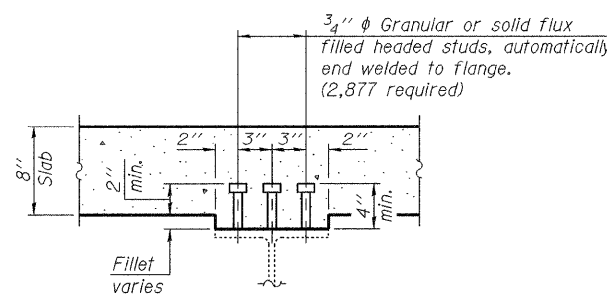 3/4" ϕ Granular or solid flux
filled headed studs, automatically
end welded to flange.
(2,877 required)
2" 3" 3" 2"
8"
Slab
2"
min.
4"
min.
Fillet
varies